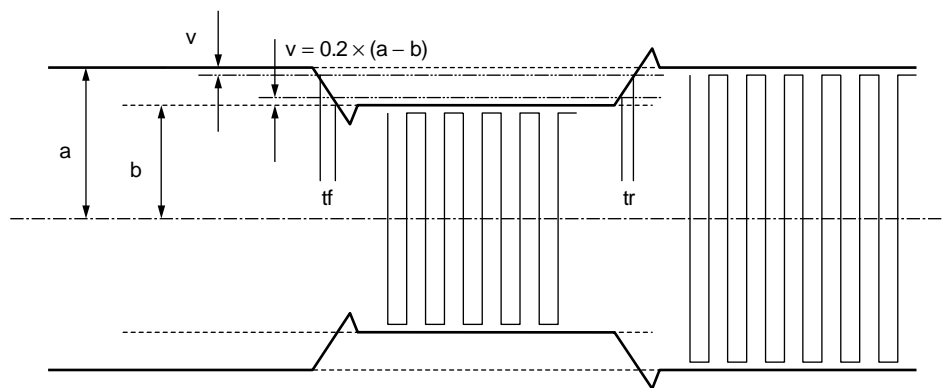 v
v = 0.2 × (a – b)
a
b
tf
tr